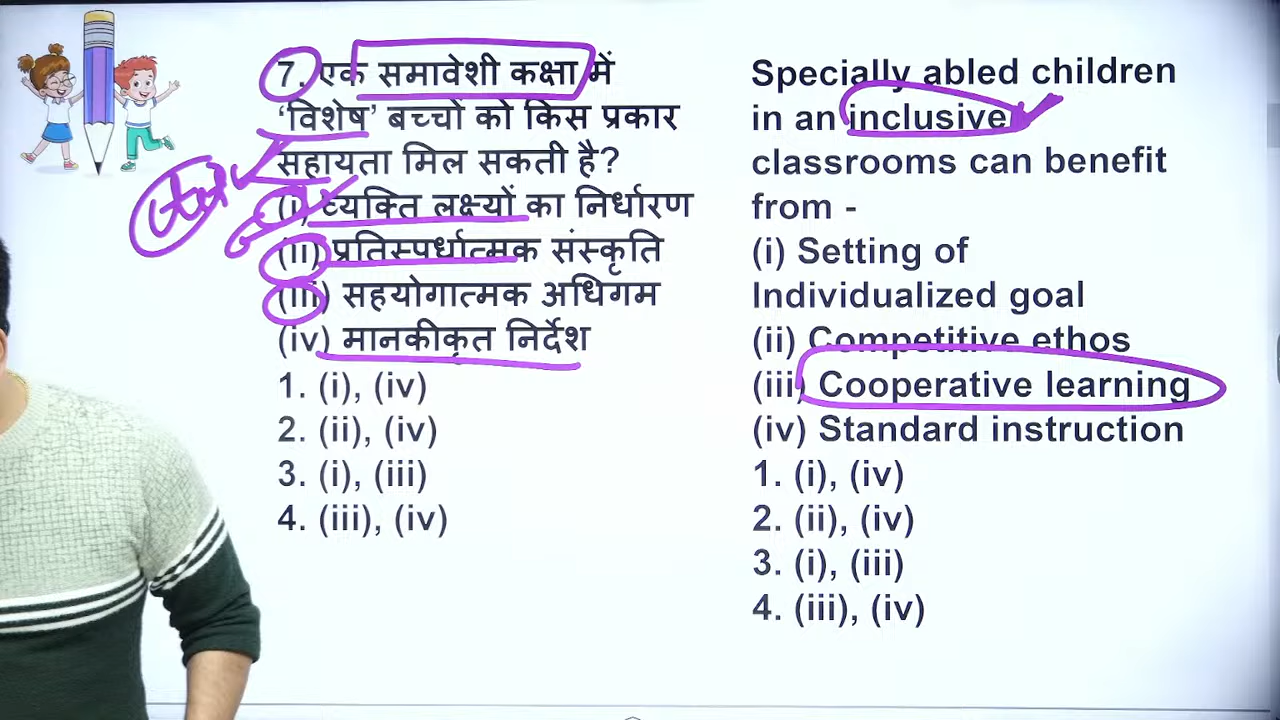 7. एक समावेशी कक्षा में
'विशेष' बच्चों को किस प्रकार
सहायता मिल सकती है?
(i) व्यक्ति लक्ष्यों का निर्धारण
(ii) प्रतिस्पर्धात्मक संस्कृति
(iii) सहयोगात्मक अधिगम
(iv) मानकीकृत निर्देश
1. (i), (iv)
2. (ii), (iv)
3. (i), (iii)
4. (iii), (iv)
Specially abled children
in an inclusive
classrooms can benefit
from -
(i) Setting of
Individualized goal
(ii) Competitive ethos
(iii) Cooperative learning
(iv) Standard instruction
1. (i), (iv)
2. (ii), (iv)
3. (i), (iii)
4. (iii), (iv)